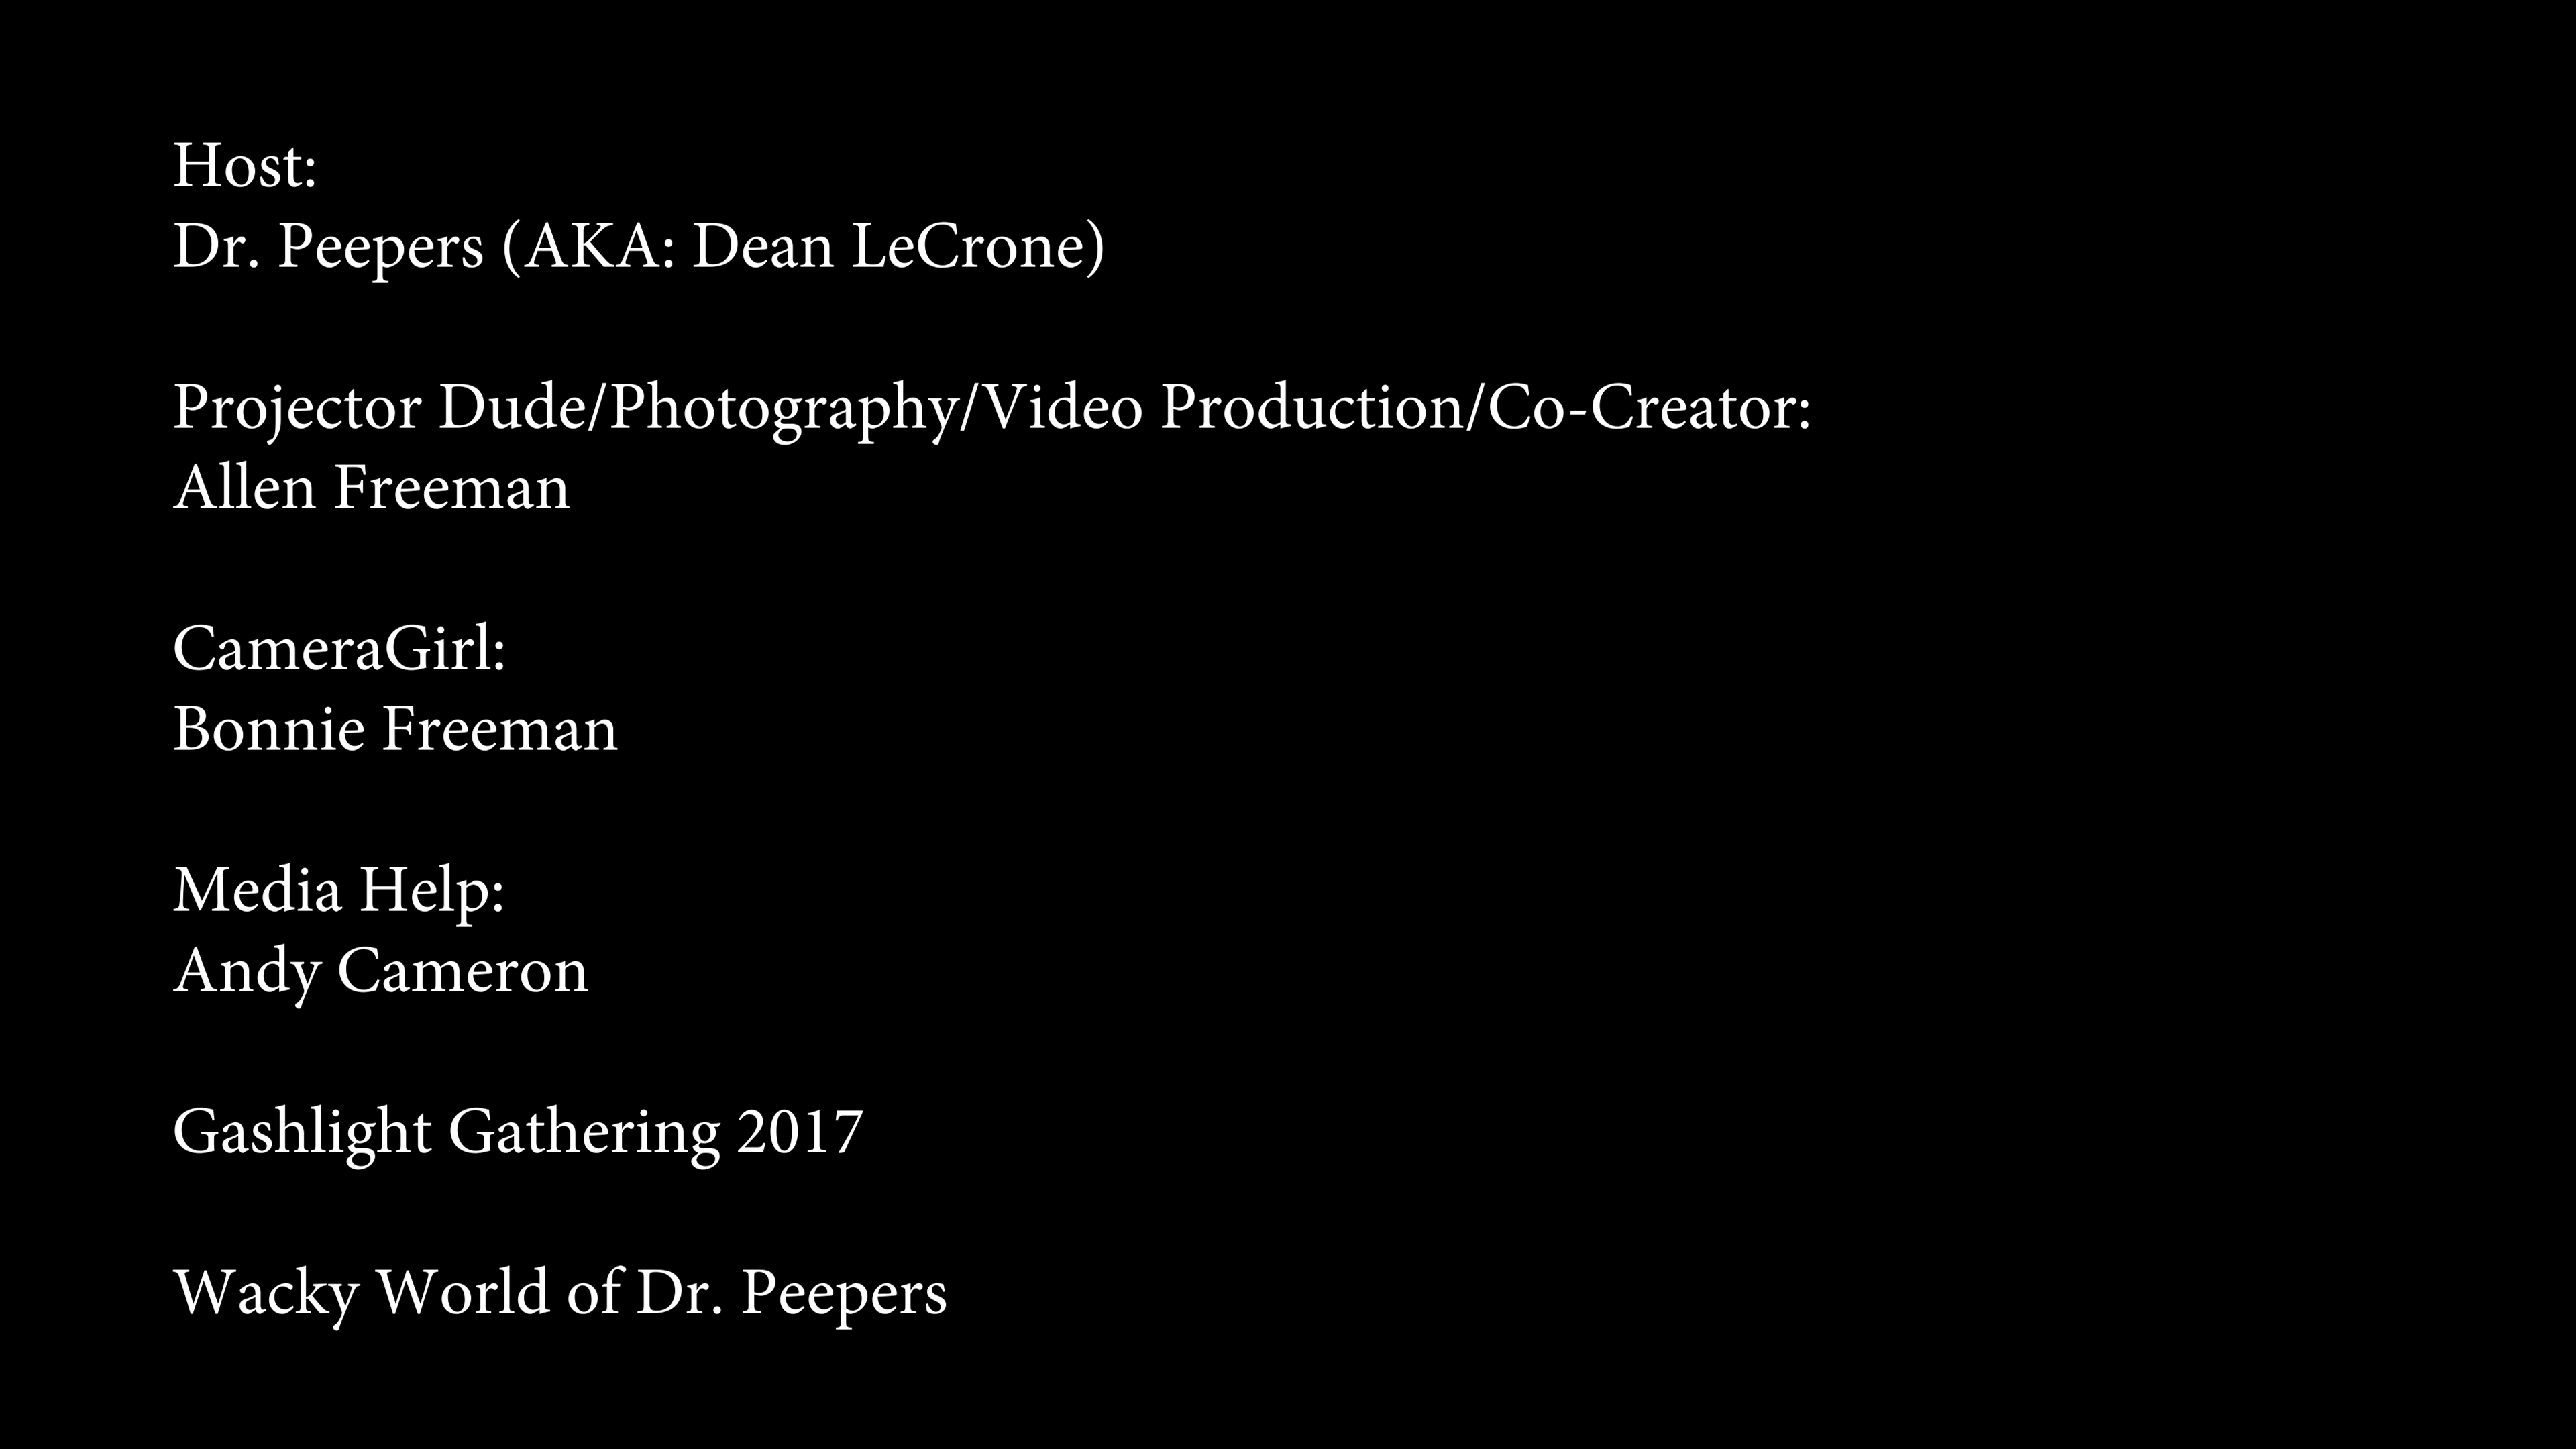 Host:
Dr. Peepers (AKA: Dean LeCrone)
Projector Dude/Photography/Video Production/Co-Creator:
Allen Freeman
CameraGirl:
Bonnie Freeman
Media Help:
Andy Cameron
Gashlight Gathering 2017
Wacky World of Dr. Peepers